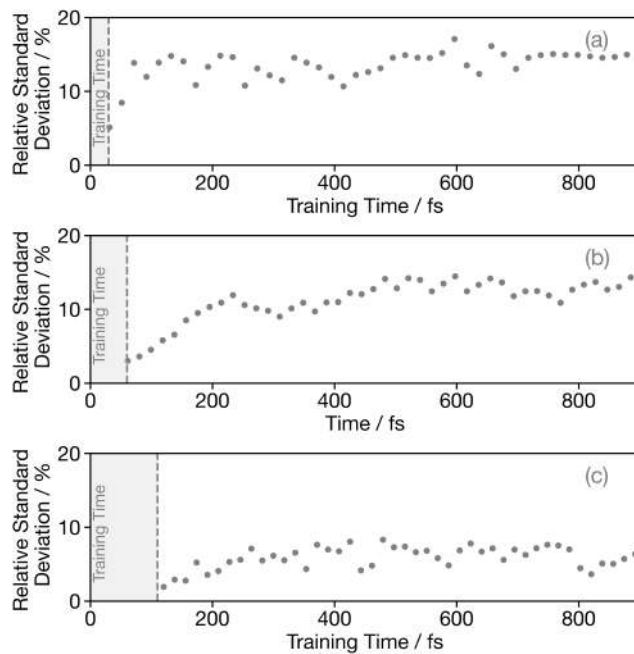 Relative Standard
Deviation / %
20
10
0
Training Time
(a)
0 200 400 600 800
Training Time / fs
Relative Standard
Deviation / %
20
10
0
Training Time
(b)
0 200 400 600 800
Time / fs
Relative Standard
Deviation / %
20
10
0
Training Time
(c)
0 200 400 600 800
Training Time / fs